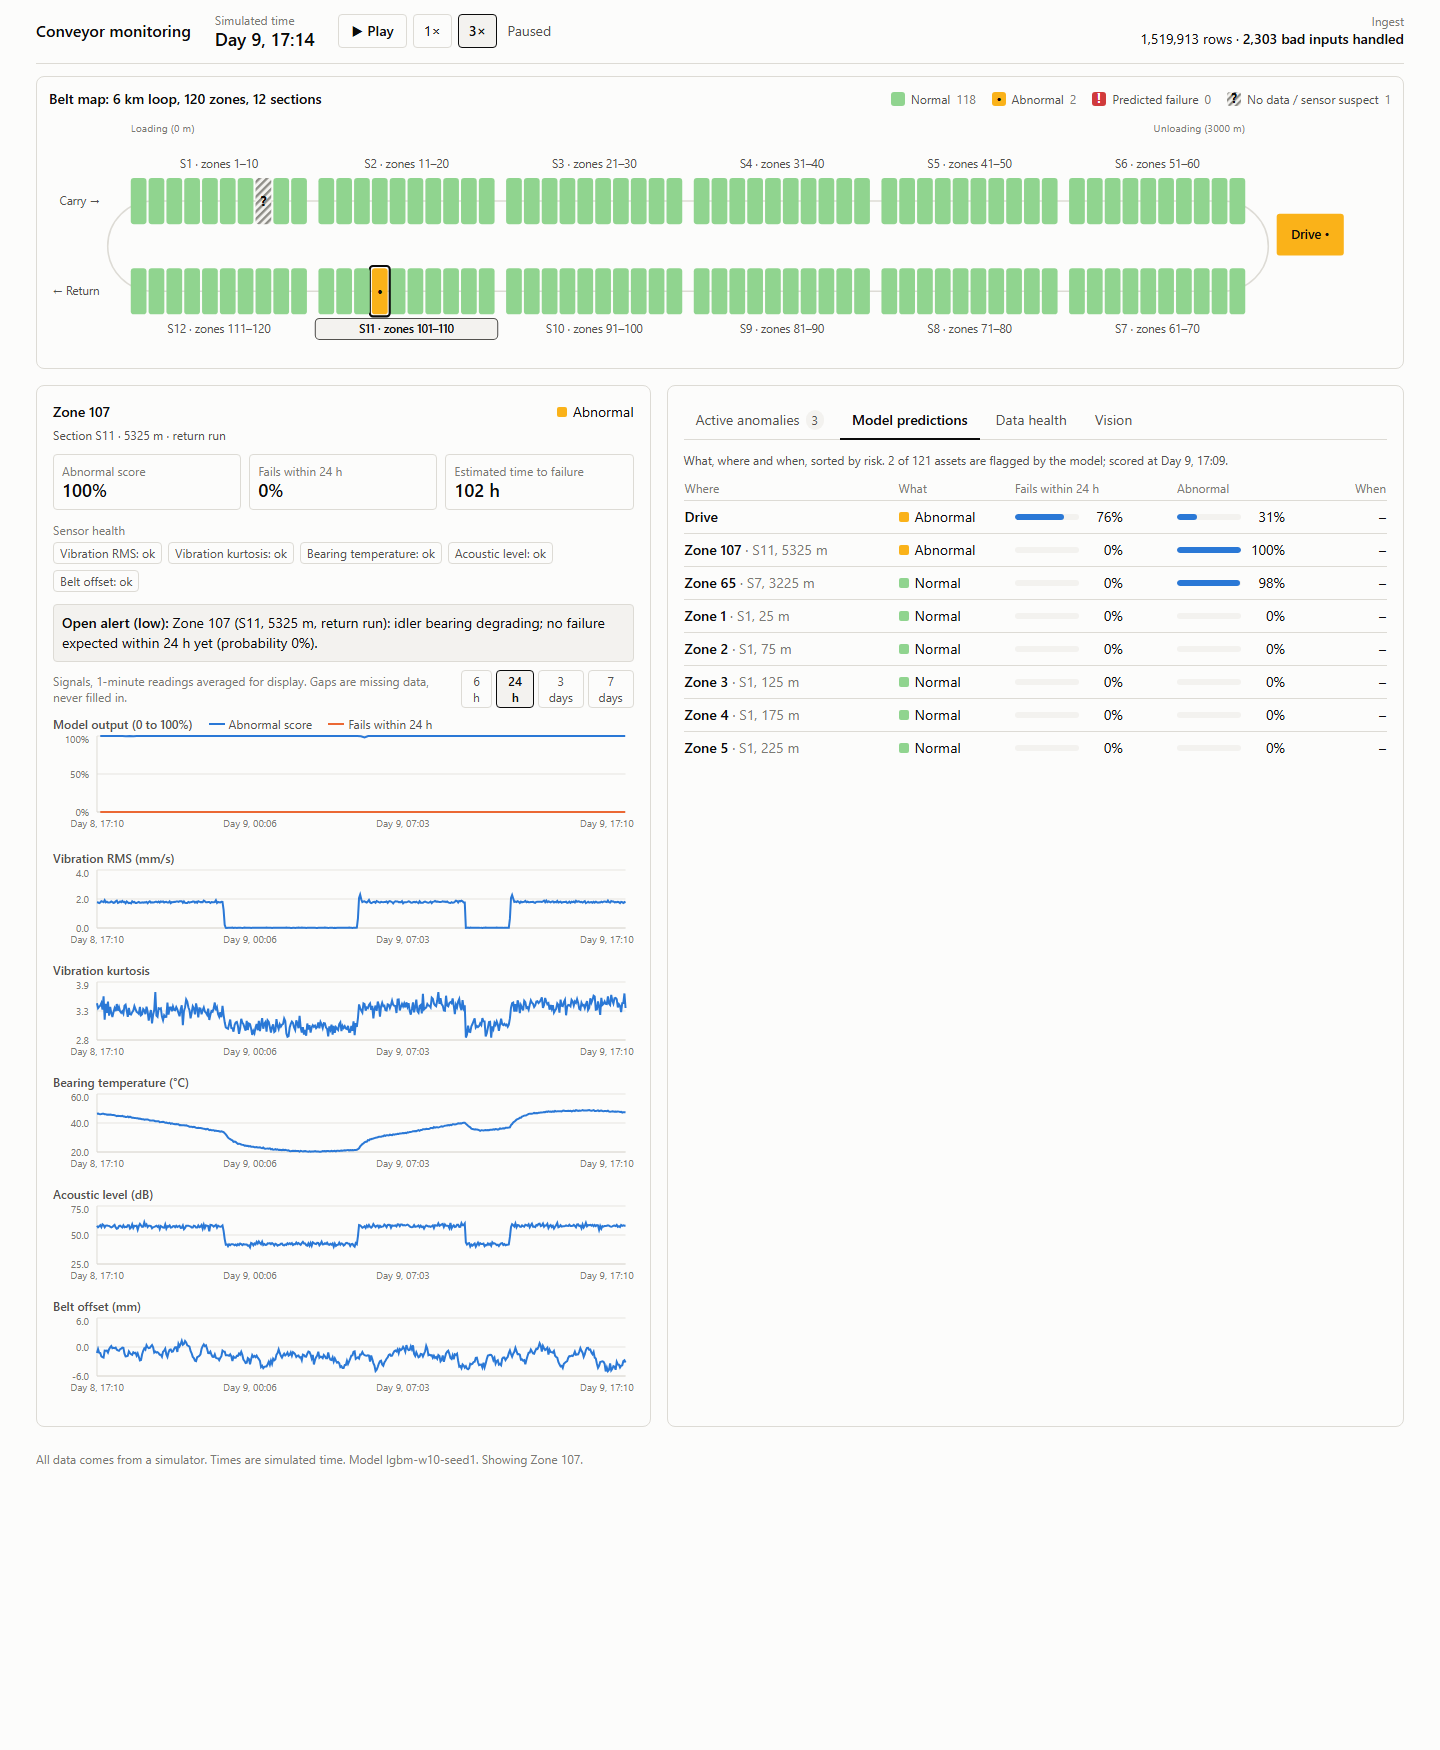 Conveyor monitoring
Simulated time
Day 9, 17:14
▶ Play
1×
3×
Paused
Ingest
1,519,913 rows · 2,303 bad inputs handled
Belt map: 6 km loop, 120 zones, 12 sections
Normal 118
• Abnormal 2
! Predicted failure 0
? No data / sensor suspect 1
Loading (0 m)
Unloading (3000 m)
S1 · zones 1–10
S2 · zones 11–20
S3 · zones 21–30
S4 · zones 31–40
S5 · zones 41–50
S6 · zones 51–60
Carry →
?
Drive •
← Return
•
S12 · zones 111–120
S11 · zones 101–110
S10 · zones 91–100
S9 · zones 81–90
S8 · zones 71–80
S7 · zones 61–70
Zone 107
Abnormal
Section S11 · 5325 m · return run
Abnormal score
100%
Fails within 24 h
0%
Estimated time to failure
102 h
Sensor health
Vibration RMS: ok
Vibration kurtosis: ok
Bearing temperature: ok
Acoustic level: ok
Belt offset: ok
Open alert (low): Zone 107 (S11, 5325 m, return run): idler bearing degrading; no failure
expected within 24 h yet (probability 0%).
Signals, 1-minute readings averaged for display. Gaps are missing data,
never filled in.
6
h
24
h
3
days
7
days
Model output (0 to 100%)
Abnormal score
Fails within 24 h
100%
50%
0%
Day 8, 17:10
Day 9, 00:06
Day 9, 07:03
Day 9, 17:10
Vibration RMS (mm/s)
4.0
2.0
0.0
Day 8, 17:10
Day 9, 00:06
Day 9, 07:03
Day 9, 17:10
Vibration kurtosis
3.9
3.3
2.8
Day 8, 17:10
Day 9, 00:06
Day 9, 07:03
Day 9, 17:10
Bearing temperature (°C)
60.0
40.0
20.0
Day 8, 17:10
Day 9, 00:06
Day 9, 07:03
Day 9, 17:10
Acoustic level (dB)
75.0
50.0
25.0
Day 8, 17:10
Day 9, 00:06
Day 9, 07:03
Day 9, 17:10
Belt offset (mm)
6.0
0.0
-6.0
Day 8, 17:10
Day 9, 00:06
Day 9, 07:03
Day 9, 17:10
Active anomalies 3
Model predictions
Data health
Vision
What, where and when, sorted by risk. 2 of 121 assets are flagged by the model; scored at Day 9, 17:09.
Where What Fails within 24 h Abnormal When
Drive Abnormal 76% 31% –
Zone 107 · S11, 5325 m Abnormal 0% 100% –
Zone 65 · S7, 3225 m Normal 0% 98% –
Zone 1 · S1, 25 m Normal 0% 0% –
Zone 2 · S1, 75 m Normal 0% 0% –
Zone 3 · S1, 125 m Normal 0% 0% –
Zone 4 · S1, 175 m Normal 0% 0% –
Zone 5 · S1, 225 m Normal 0% 0% –
All data comes from a simulator. Times are simulated time. Model lgbm-w10-seed1. Showing Zone 107.